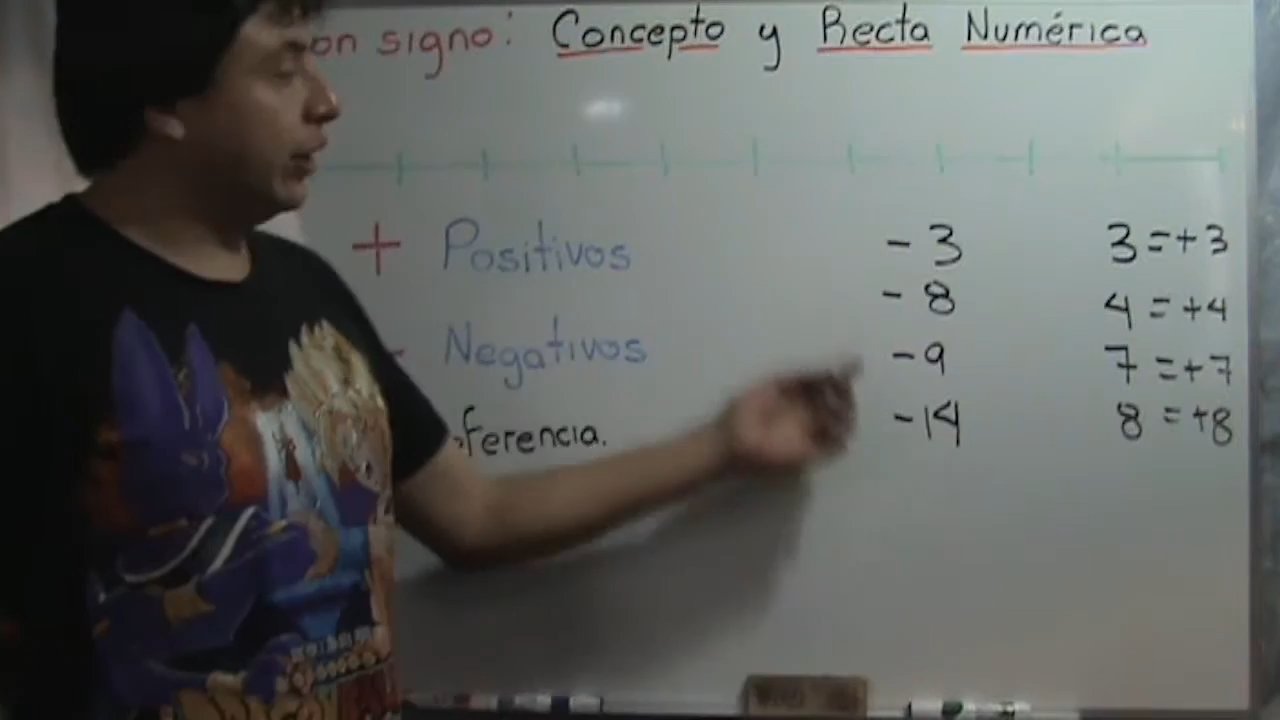 on signo: Concepto y Recta Numérica
+ Positivos
- Negativos
ferencia.
- 3
- 8
- 9
- 14
3 = + 3
4 = + 4
7 = + 7
8 = + 8